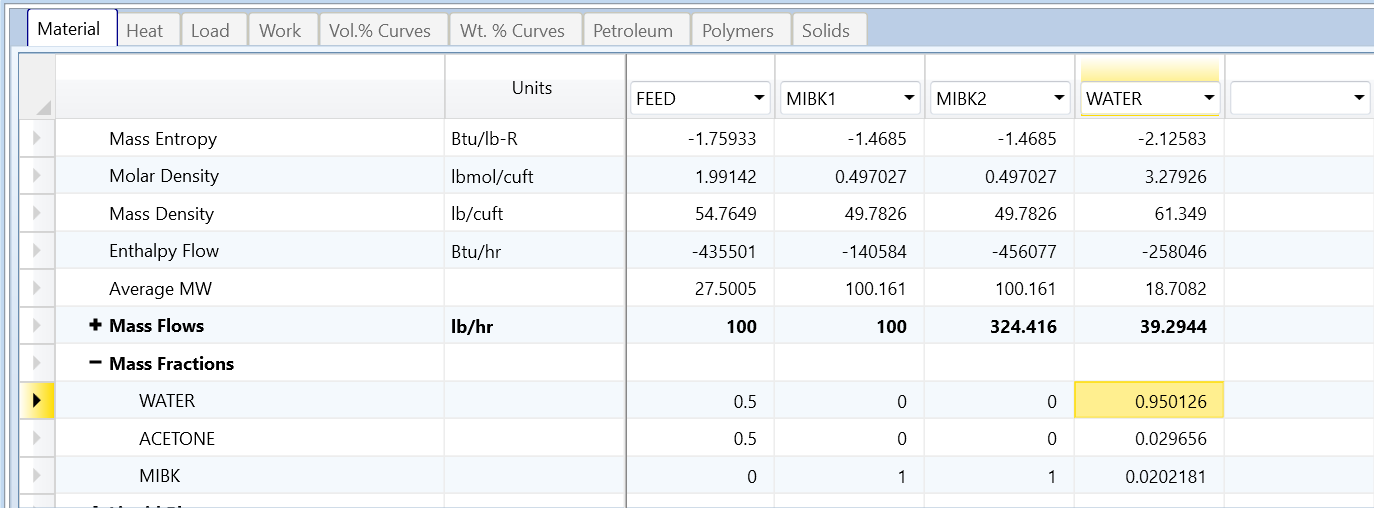 Material Heat Load Work Vol.% Curves Wt. % Curves Petroleum Polymers Solids
Units FEED MIBK1 MIBK2 WATER
Mass Entropy Btu/lb-R -1.75933 -1.4685 -1.4685 -2.12583
Molar Density lbmol/cuft 1.99142 0.497027 0.497027 3.27926
Mass Density lb/cuft 54.7649 49.7826 49.7826 61.349
Enthalpy Flow Btu/hr -435501 -140584 -456077 -258046
Average MW 27.5005 100.161 100.161 18.7082
+ Mass Flows lb/hr 100 100 324.416 39.2944
− Mass Fractions
WATER 0.5 0 0 0.950126
ACETONE 0.5 0 0 0.029656
MIBK 0 1 1 0.0202181